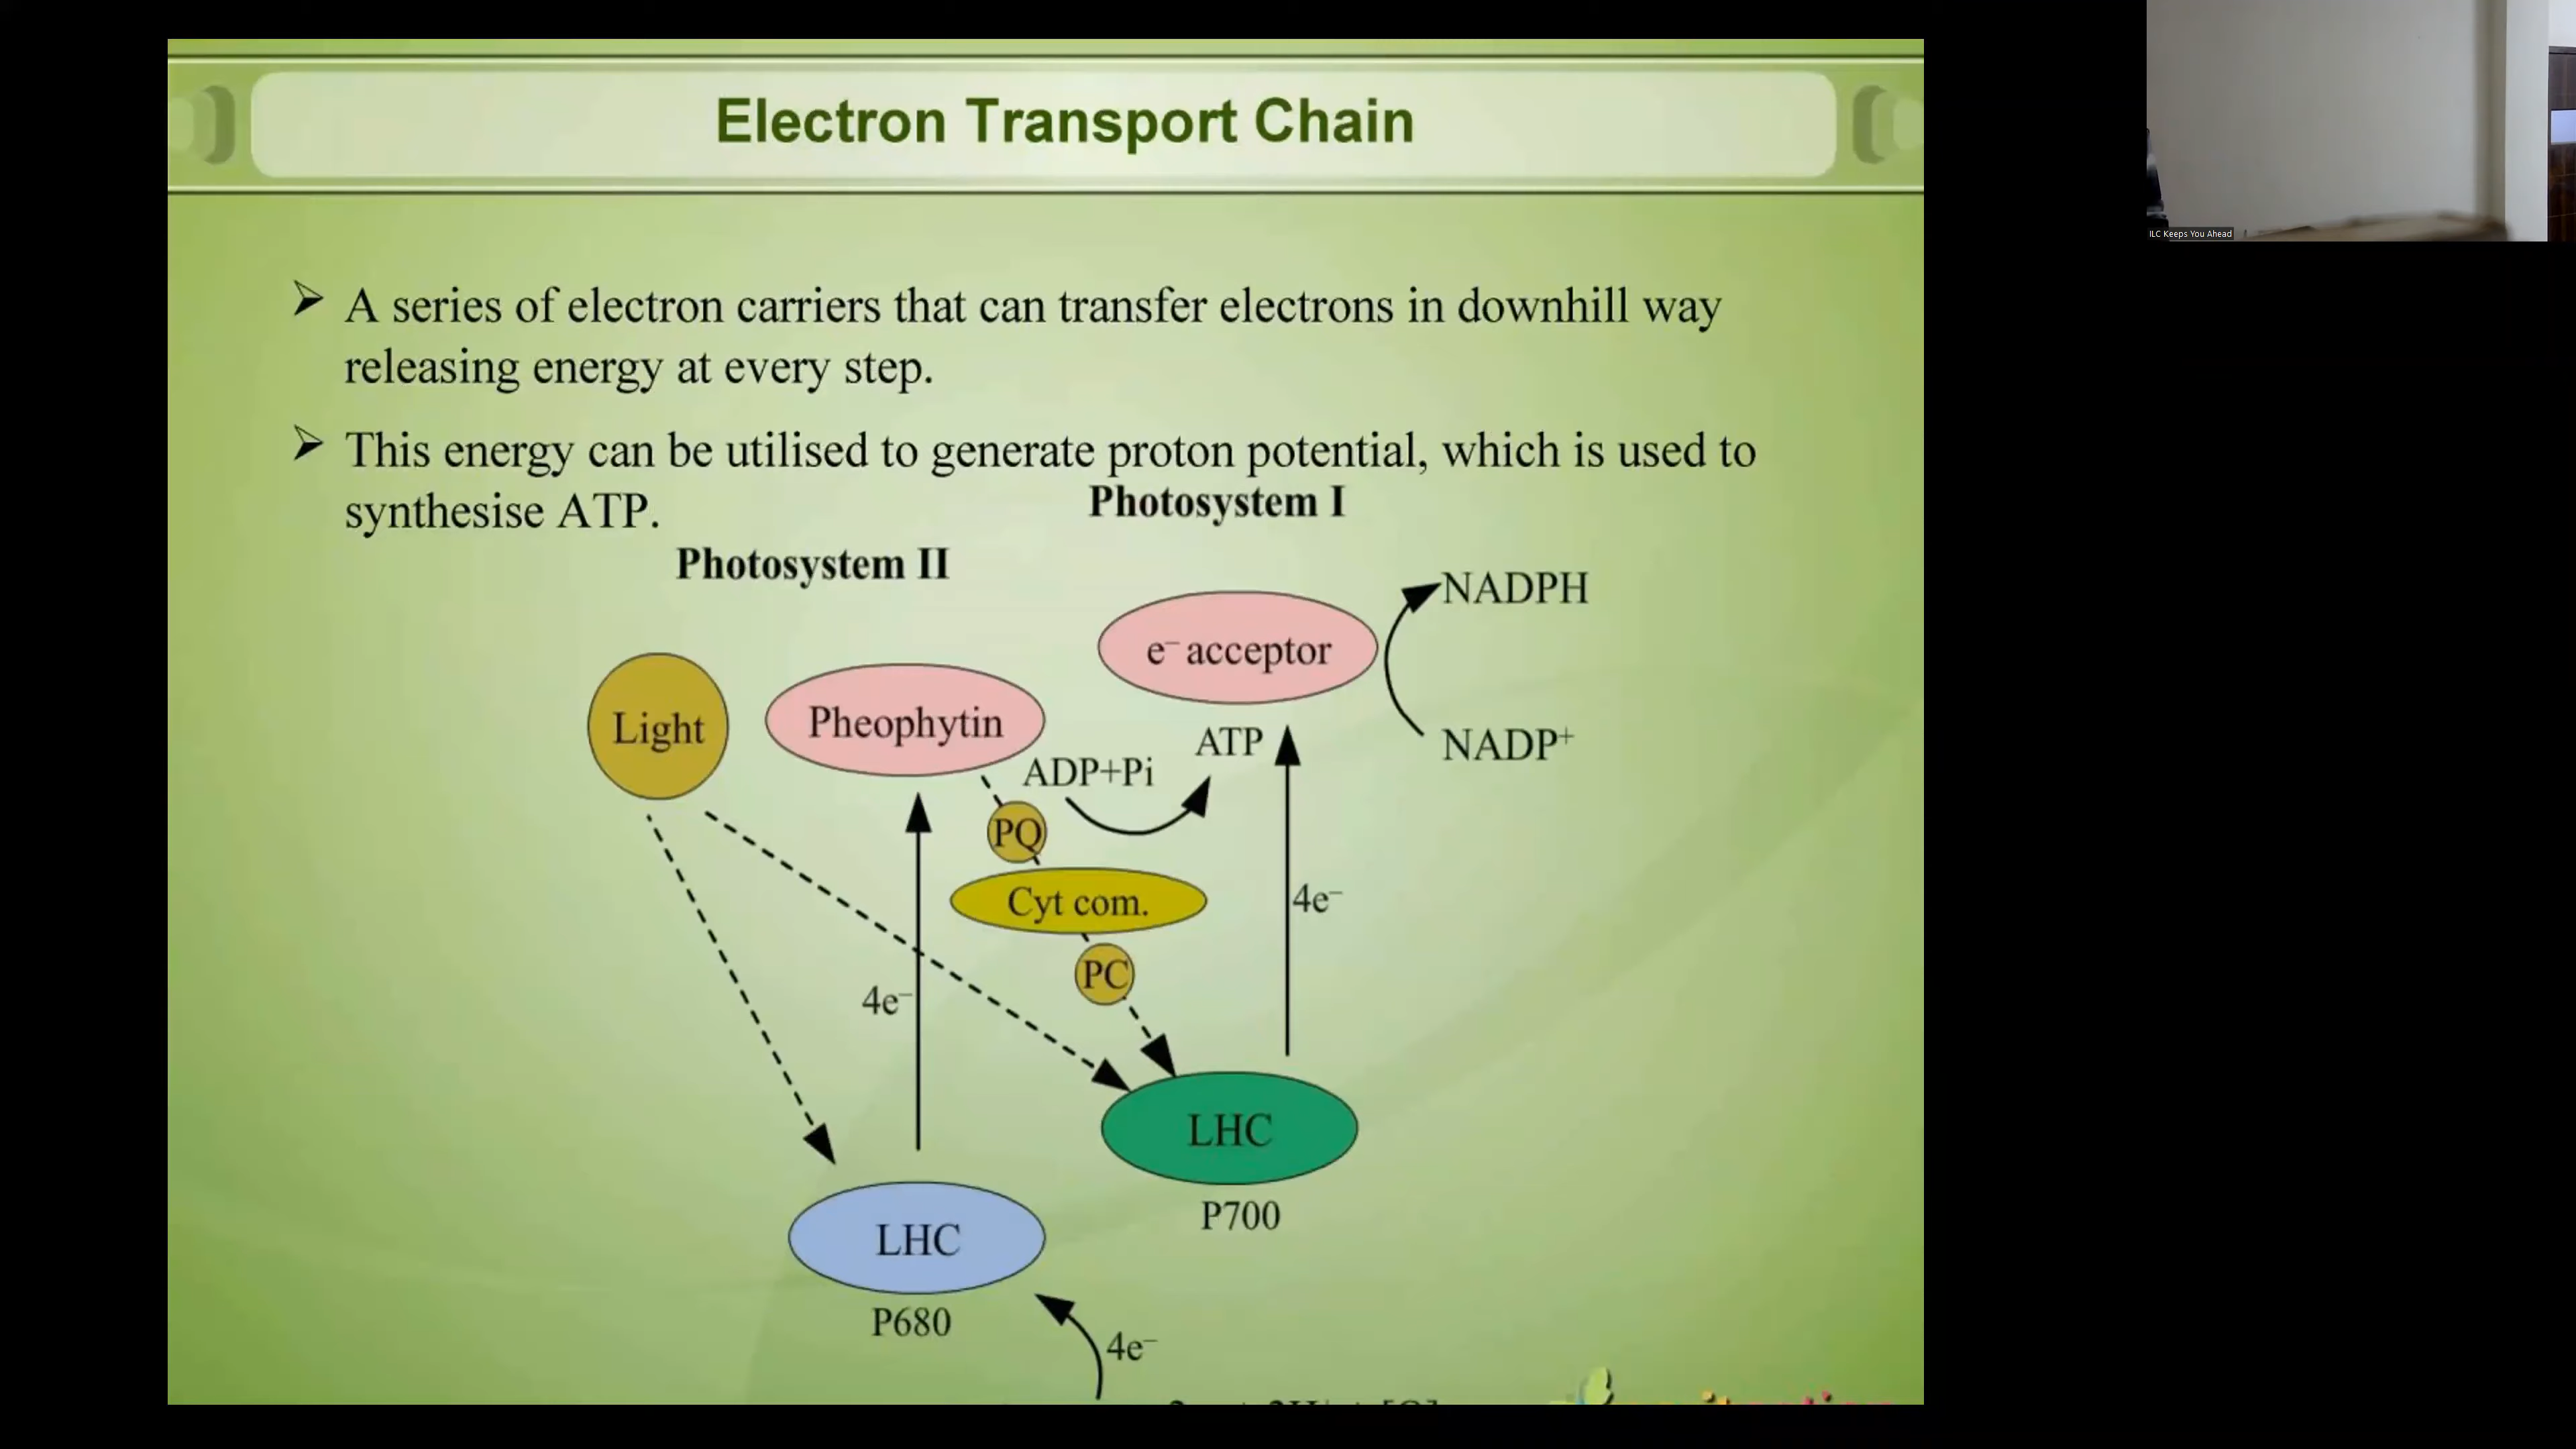 Electron Transport Chain
ILC Keeps You Ahead
➢ A series of electron carriers that can transfer electrons in downhill way
releasing energy at every step.
➢ This energy can be utilised to generate proton potential, which is used to
synthesise ATP.
Photosystem I
Photosystem II
NADPH
e⁻ acceptor
Light
Pheophytin
ATP
NADP⁺
ADP+Pi
PQ
Cyt com.
4e⁻
PC
4e⁻
LHC
P700
LHC
P680
4e⁻